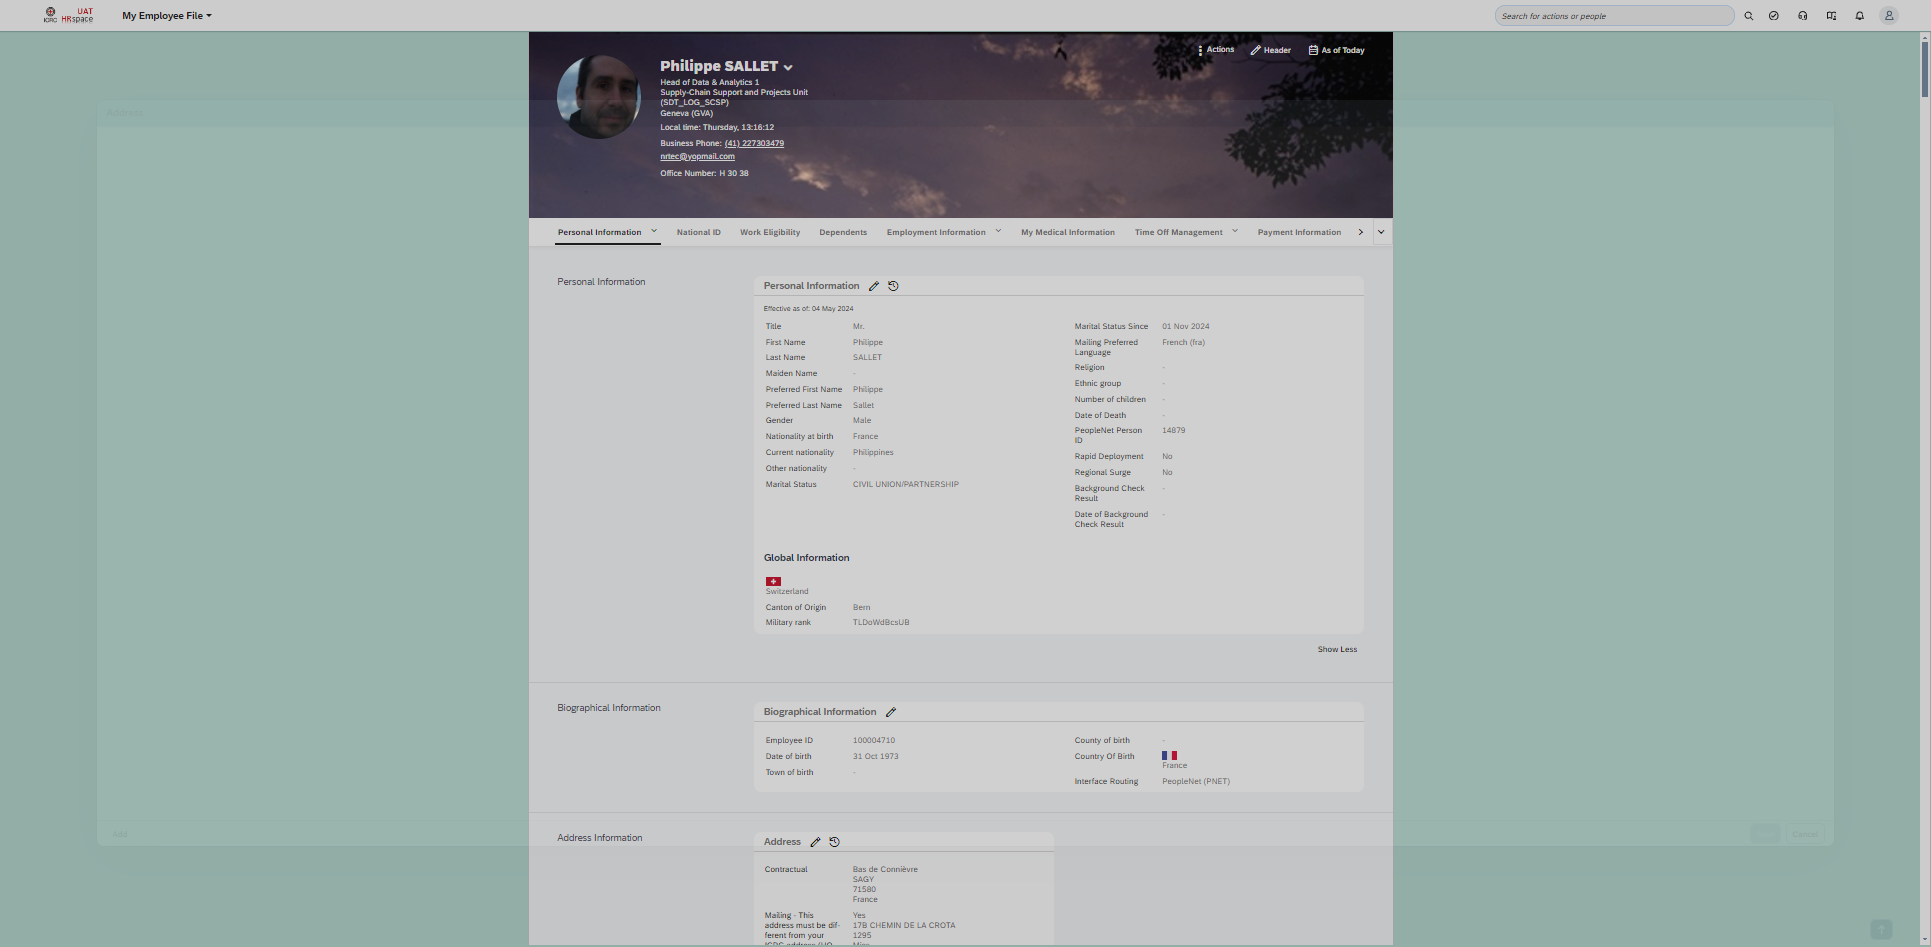 ICRC
UAT
HRspace
My Employee File
Search for actions or people
Actions
Header
As of Today
Philippe SALLET
Head of Data & Analytics 1
Supply-Chain Support and Projects Unit
(SDT_LOG_SCSP)
Geneva (GVA)
Local time: Thursday, 13:16:12
Business Phone: (41) 227303479
nrtec@yopmail.com
Office Number: H 30 38
Address
Personal Information
National ID
Work Eligibility
Dependents
Employment Information
My Medical Information
Time Off Management
Payment Information
Personal Information
Personal Information
Effective as of: 04 May 2024
Title Mr.
First Name Philippe
Last Name SALLET
Maiden Name -
Preferred First Name Philippe
Preferred Last Name Sallet
Gender Male
Nationality at birth France
Current nationality Philippines
Other nationality -
Marital Status CIVIL UNION/PARTNERSHIP
Marital Status Since 01 Nov 2024
Mailing Preferred French (fra)
Language
Religion -
Ethnic group -
Number of children -
Date of Death -
PeopleNet Person 14879
ID
Rapid Deployment No
Regional Surge No
Background Check -
Result
Date of Background -
Check Result
Global Information
Switzerland
Canton of Origin Bern
Military rank TLDoWdBcsUB
Show Less
Biographical Information
Biographical Information
Employee ID 100004710
Date of birth 31 Oct 1973
Town of birth -
County of birth -
Country Of Birth
France
Interface Routing PeopleNet (PNET)
Add
Cancel
Address Information
Address
Contractual Bas de Connièvre
SAGY
71580
France
Mailing - This Yes
address must be dif- 17B CHEMIN DE LA CROTA
ferent from your 1295